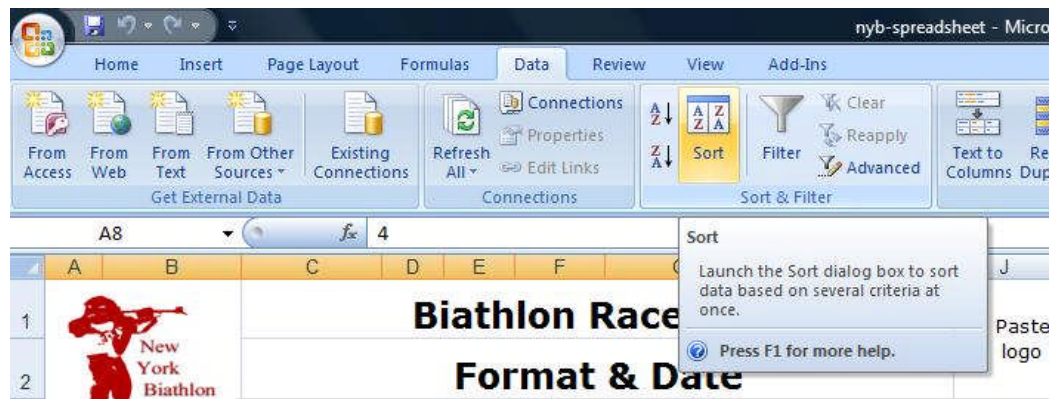 nyb-spreadsheet - Micro
Home Insert Page Layout Formulas Data Review View Add-Ins
From Access
From Web
From Text
From Other Sources
Existing Connections
Get External Data
Refresh All
Connections
Properties
Edit Links
Connections
A Z
Z A
A Z
Z A
Sort
Filter
Clear
Reapply
Advanced
Sort & Filter
Text to Columns
Re
Dup
A8 fx 4
Sort
Launch the Sort dialog box to sort
data based on several criteria at
once.
Press F1 for more help.
A B C D E F J
1
Biathlon Race
2
Format & Date
New
York
Biathlon
Paste
logo